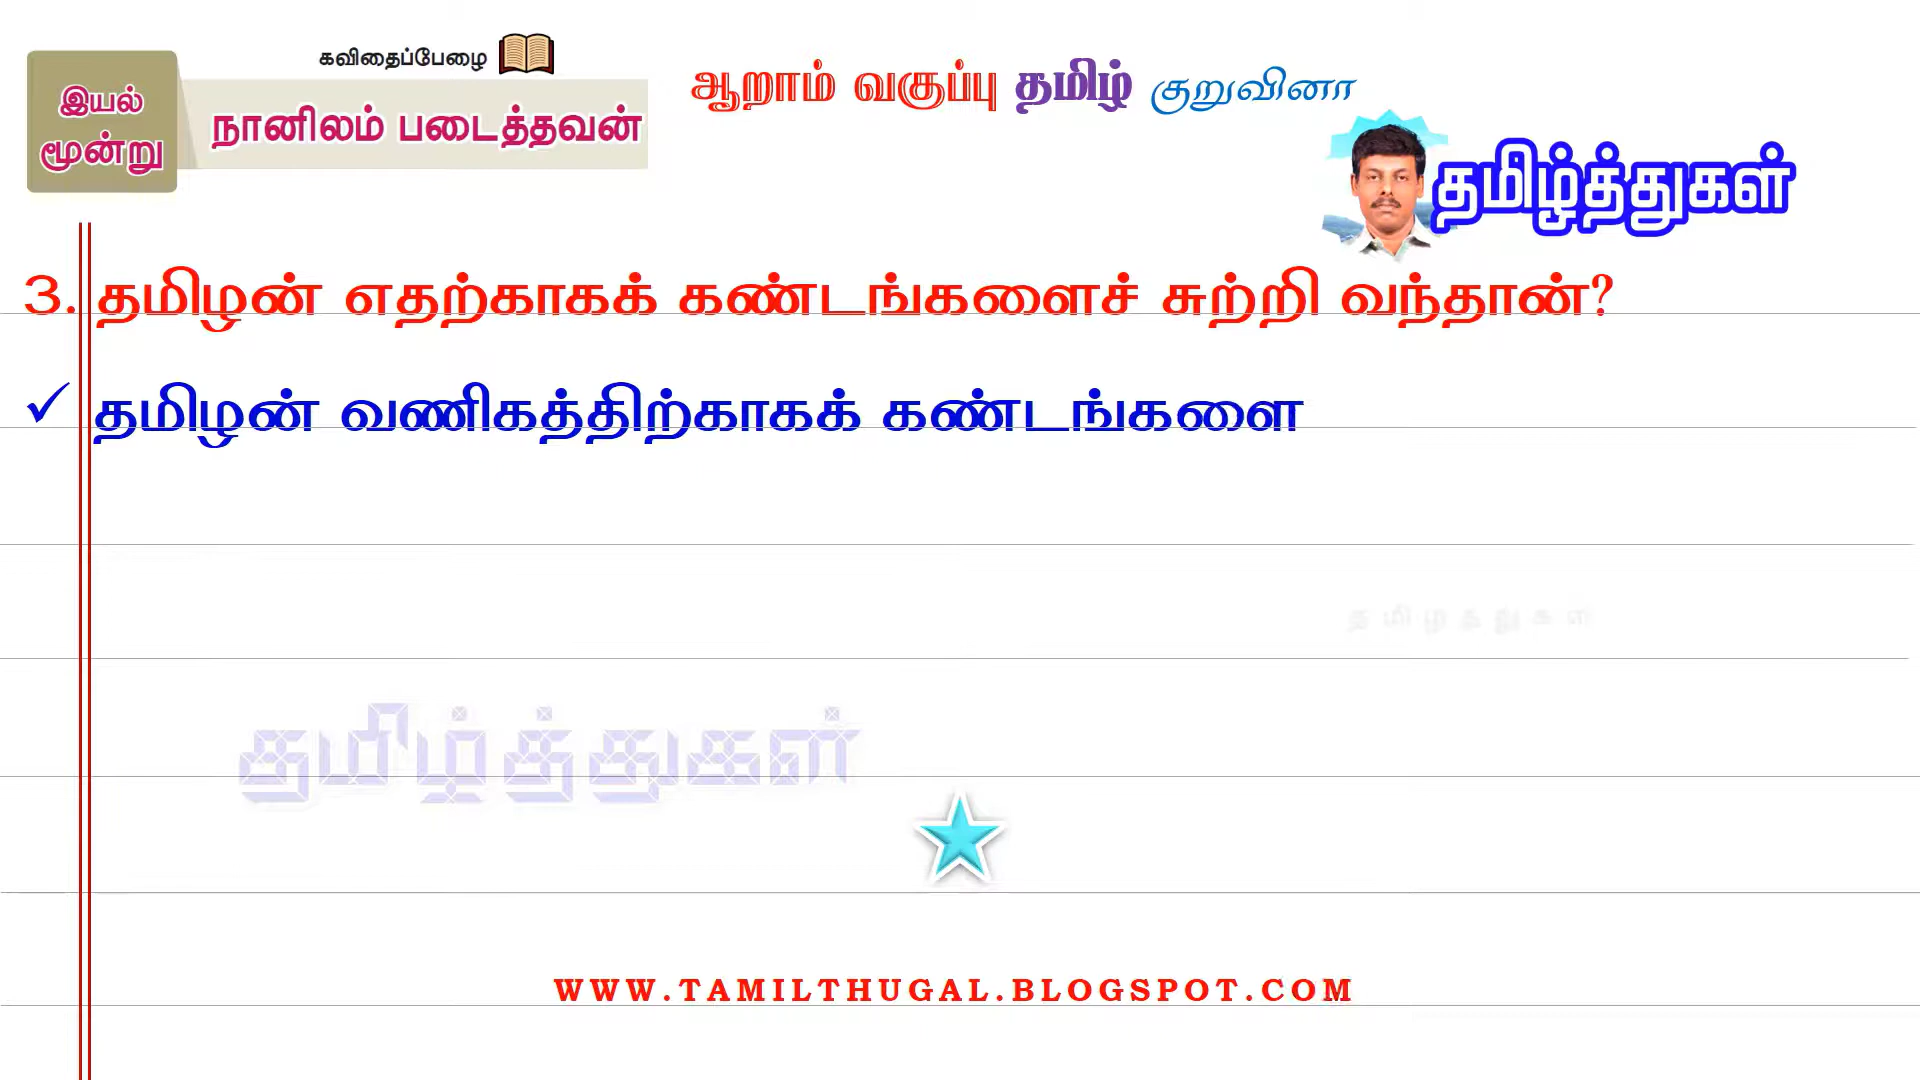 கவிதைப்பேழை
இயல்
மூன்று
நானிலம் படைத்தவன்
ஆறாம் வகுப்பு தமிழ் குறுவினா
தமிழ்த்துகள்
3. தமிழன் எதற்காகக் கண்டங்களைச் சுற்றி வந்தான்?
✓ தமிழன் வணிகத்திற்காகக் கண்டங்களை
தமிழ்த்துகள்
தமிழ்த்துகள்
WWW.TAMILTHUGAL.BLOGSPOT.COM